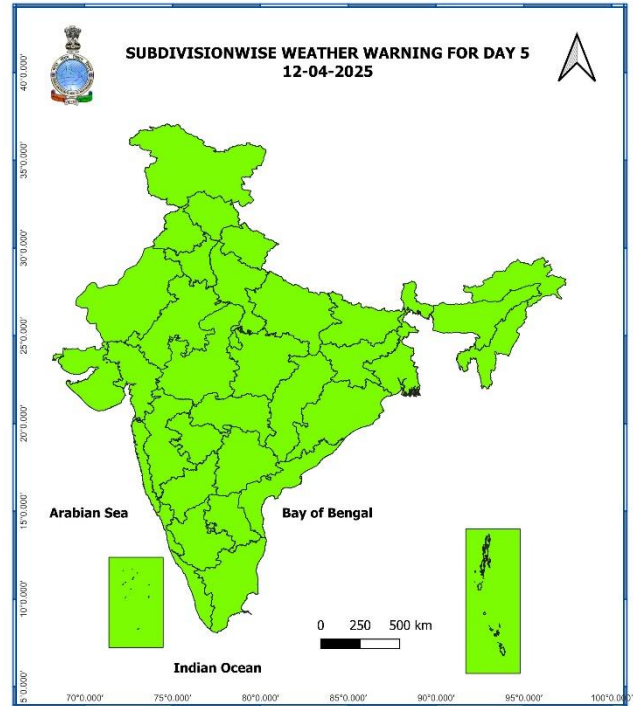 SUBDIVISIONWISE WEATHER WARNING FOR DAY 5
12-04-2025
40°0.000'
35°0.000'
30°0.000'
25°0.000'
20°0.000'
15°0.000'
10°0.000'
5°0.000'
Arabian Sea
Bay of Bengal
0 250 500 km
Indian Ocean
70°0.000' 75°0.000' 80°0.000' 85°0.000' 90°0.000' 95°0.000' 100°0.000'